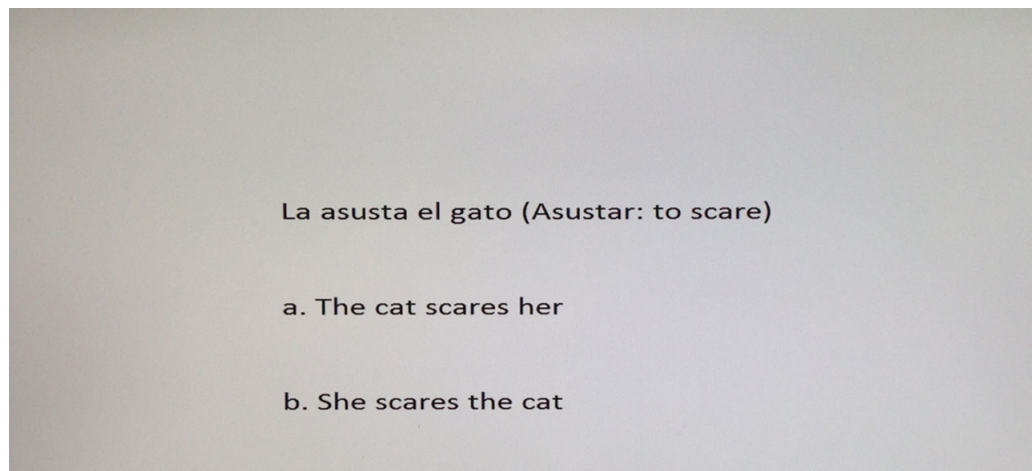 La asusta el gato (Asustar: to scare)
a. The cat scares her
b. She scares the cat